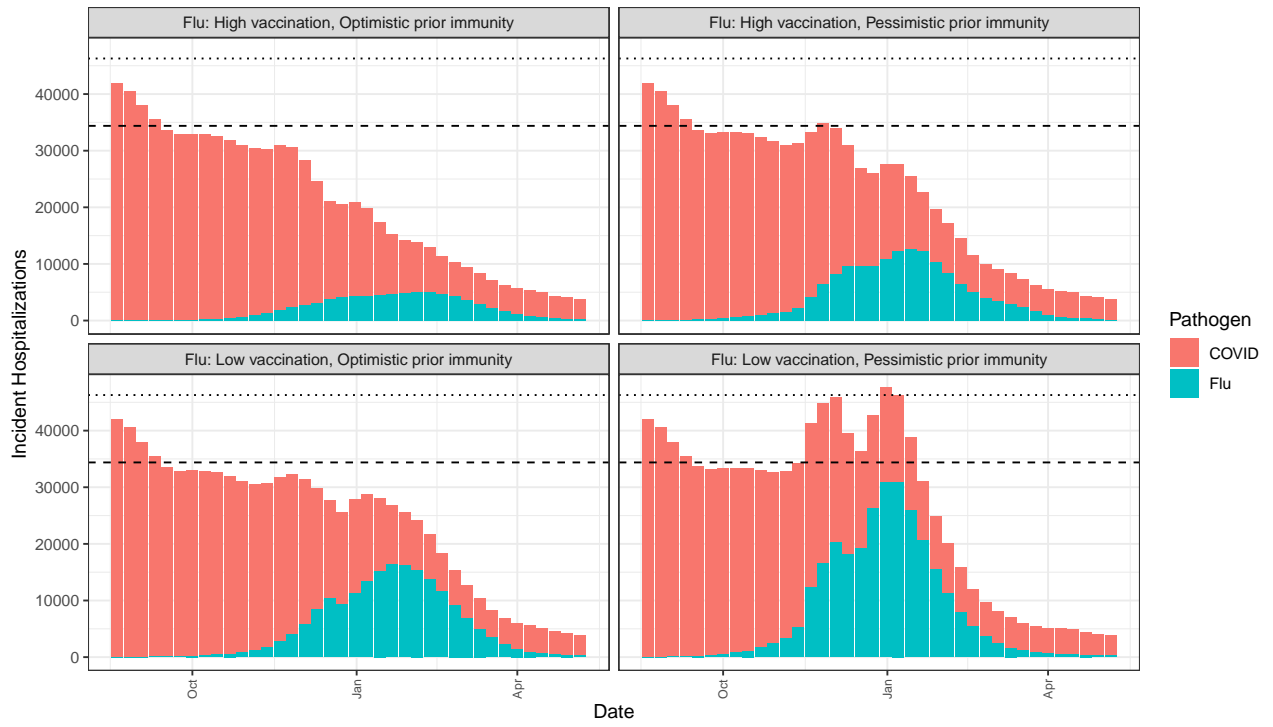 Flu: High vaccination, Optimistic prior immunity
Flu: High vaccination, Pessimistic prior immunity
40000
30000
20000
10000
0
Flu: Low vaccination, Optimistic prior immunity
Flu: Low vaccination, Pessimistic prior immunity
40000
30000
20000
10000
0
Incident Hospitalizations
Oct
Jan
Apr
Oct
Jan
Apr
Date
Pathogen
COVID
Flu